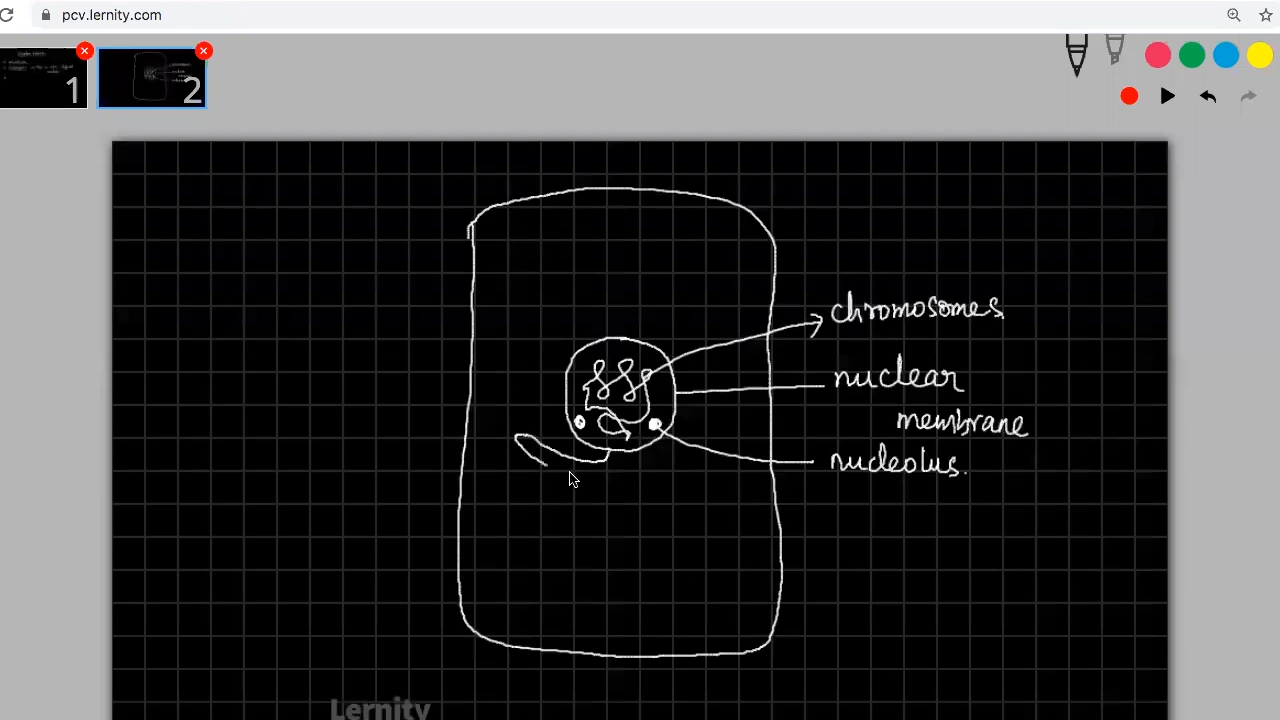 pcv.lernity.com
1
2
chromosomes
nuclear
membrane
nucleolus.
Lernity